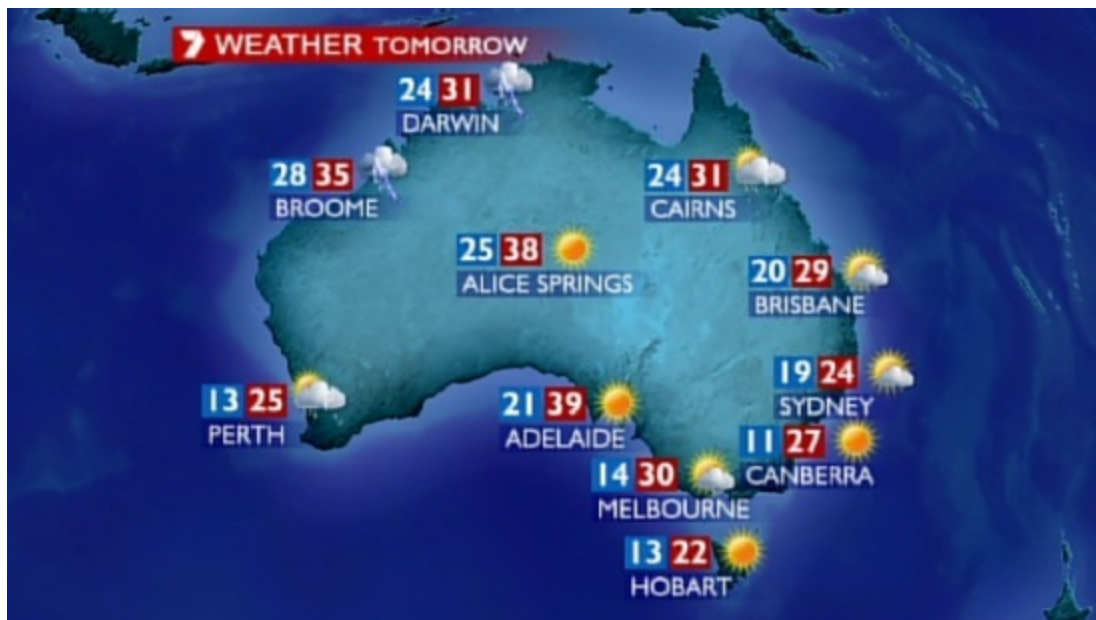 7 WEATHER TOMORROW
24 31
DARWIN
28 35
BROOME
24 31
CAIRNS
25 38
ALICE SPRINGS
20 29
BRISBANE
19 24
SYDNEY
13 25
PERTH
21 39
ADELAIDE
11 27
CANBERRA
14 30
MELBOURNE
13 22
HOBART